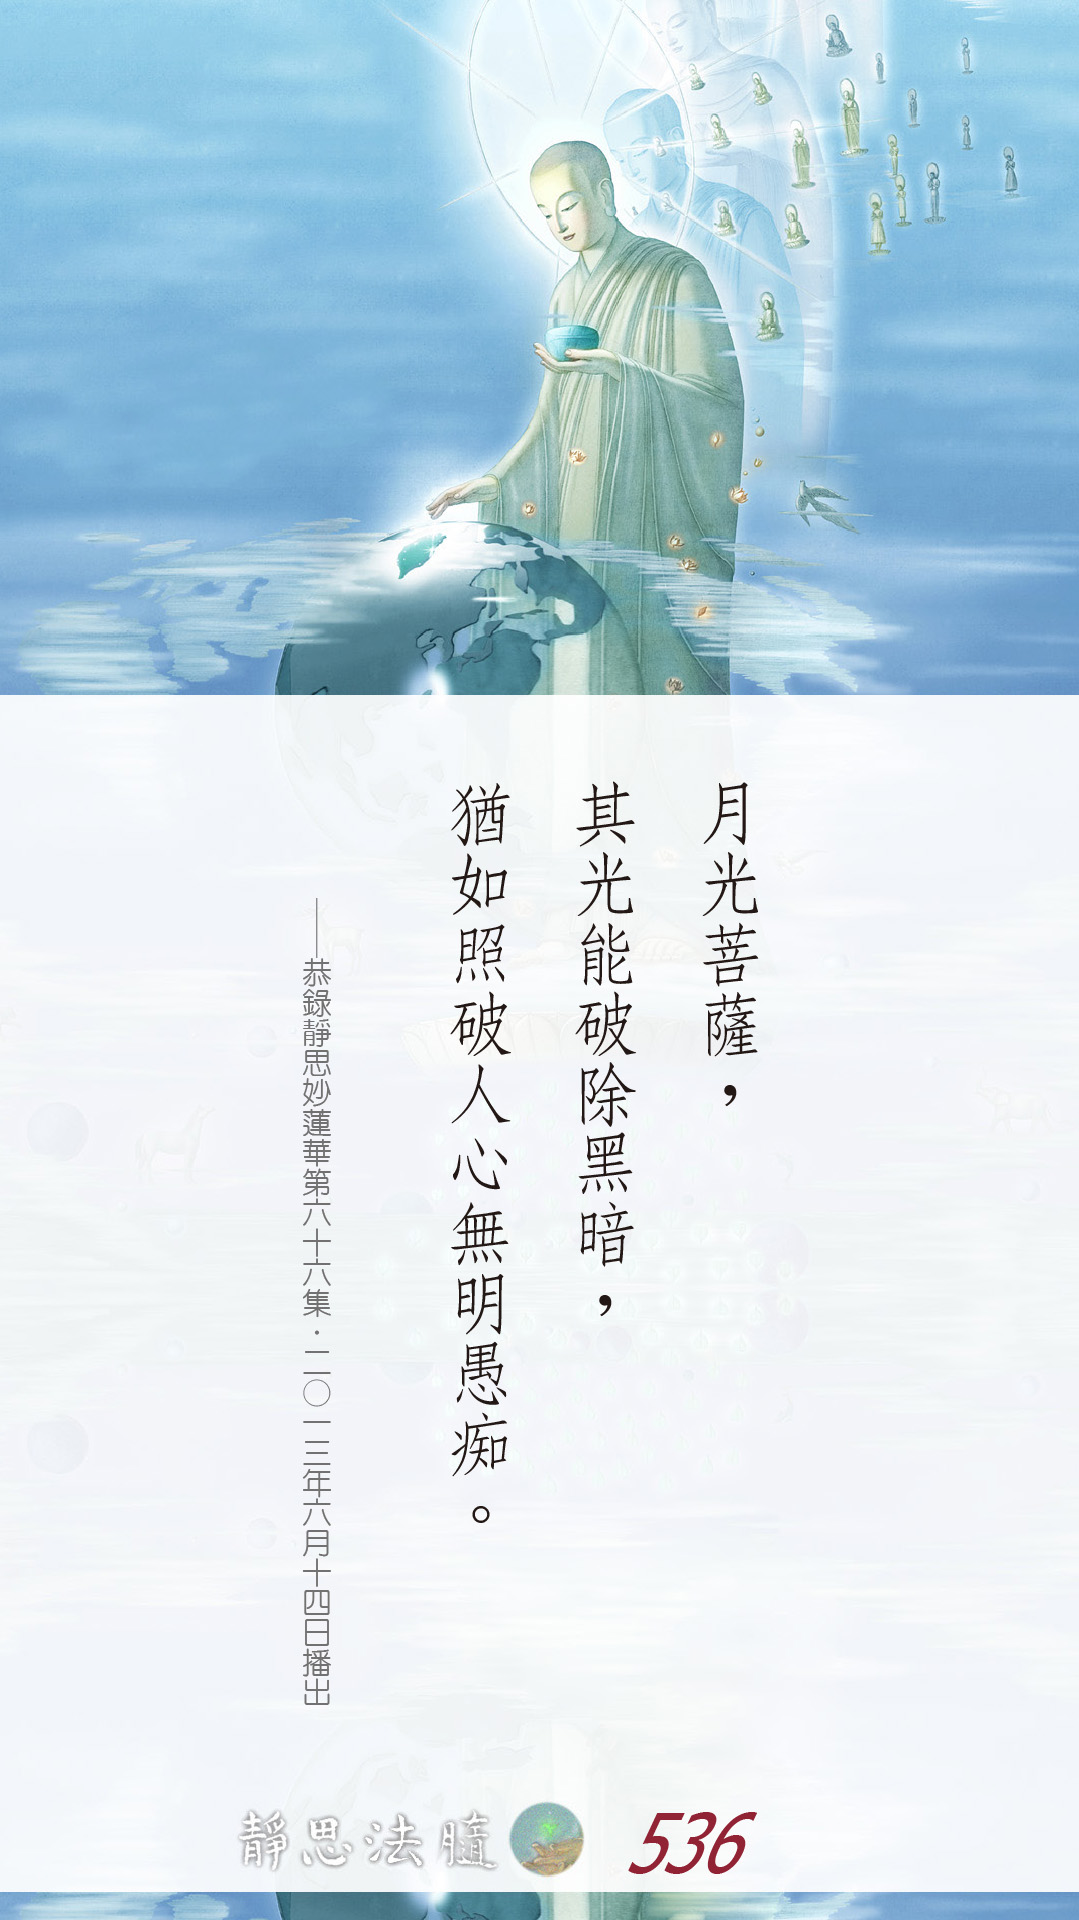 月光菩薩，
其光能破除黑暗，
猶如照破人心無明愚痴。
——恭錄靜思妙蓮華第六十六集·二〇一三年六月十四日播出
靜思法髓 536